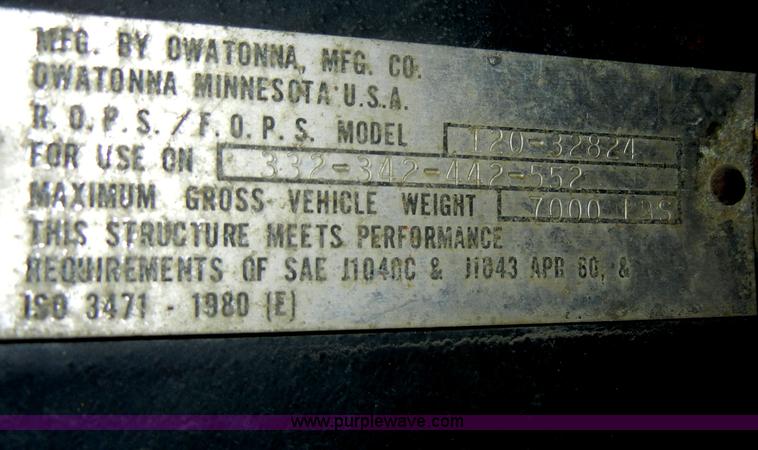 MFG. BY OWATONNA, MFG. CO.
OWATONNA MINNESOTA U.S.A.
R.O.P.S./F.O.P.S. MODEL 120-32824
FOR USE ON 332-342-442-552
MAXIMUM GROSS VEHICLE WEIGHT 7000 LBS
THIS STRUCTURE MEETS PERFORMANCE
REQUIREMENTS OF SAE J1040C & J1043 APR 80, &
ISO 3471 - 1980 (E)
www.purplewave.com